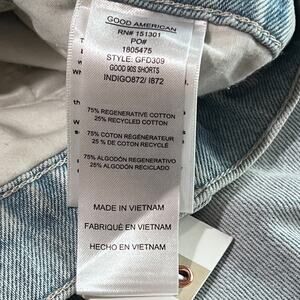 GOOD AMERICAN
RN# 151301
PO#
1805475
STYLE: GFD309
GOOD 90S SHORTS
INDIGO872/ I872
75% REGENERATIVE COTTON
25% RECYCLED COTTON
75% COTON RÉGÉNÉRATEUR
25 % DE COTON RECYCLÉ
75% ALGODÓN REGENERATIVO
25% ALGODÓN RECICLADO
MADE IN VIETNAM
FABRIQUÉ EN VIETNAM
HECHO EN VIETNAM